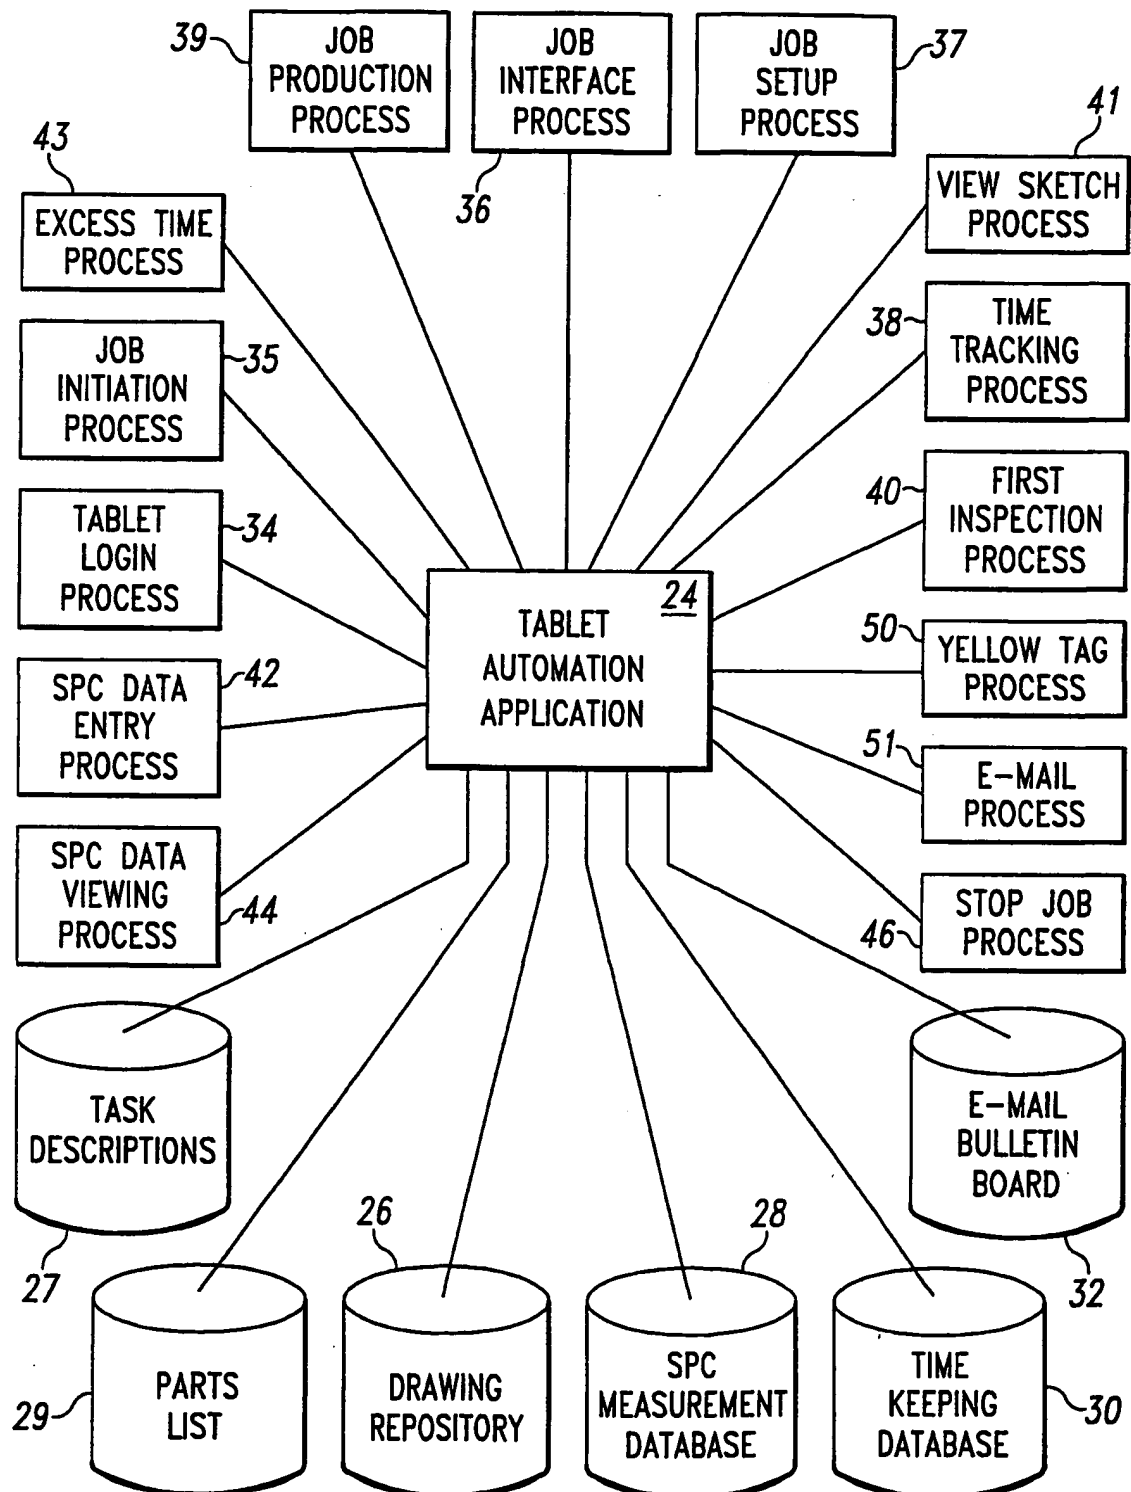 39
JOB
PRODUCTION
PROCESS
JOB
INTERFACE
PROCESS
36
JOB
SETUP
PROCESS
37
41
VIEW SKETCH
PROCESS
43
EXCESS TIME
PROCESS
38
TIME
TRACKING
PROCESS
JOB
INITIATION
PROCESS
35
40
FIRST
INSPECTION
PROCESS
TABLET
LOGIN
PROCESS
34
24
TABLET
AUTOMATION
APPLICATION
50
YELLOW TAG
PROCESS
SPC DATA
ENTRY
PROCESS
42
51
E-MAIL
PROCESS
SPC DATA
VIEWING
PROCESS
44
STOP JOB
PROCESS
46
TASK
DESCRIPTIONS
27
E-MAIL
BULLETIN
BOARD
32
PARTS
LIST
29
26
DRAWING
REPOSITORY
28
SPC
MEASUREMENT
DATABASE
TIME
KEEPING
DATABASE
30